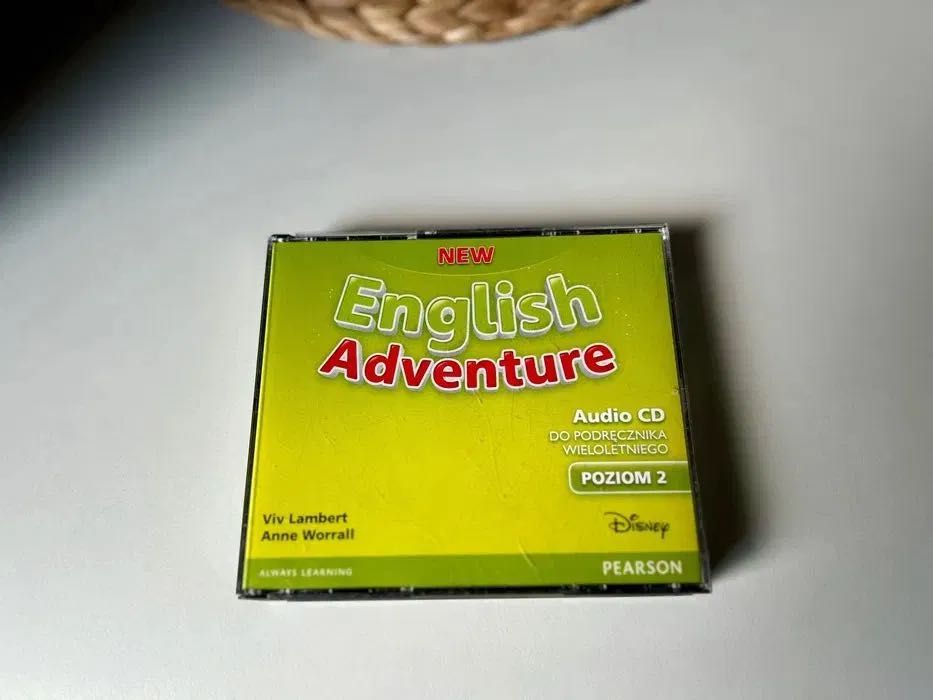 NEW
English
Adventure
Audio CD
DO PODRĘCZNIKA
WIELOLETNIEGO
POZIOM 2
Viv Lambert
Anne Worrall
Disney
ALWAYS LEARNING
PEARSON